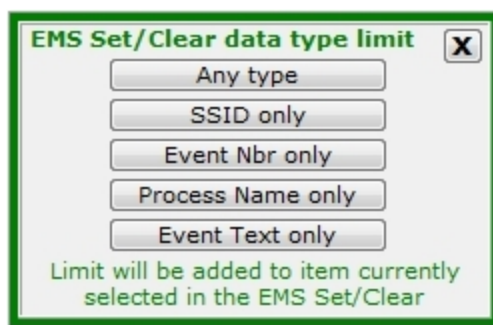 EMS Set/Clear data type limit
X
Any type
SSID only
Event Nbr only
Process Name only
Event Text only
Limit will be added to item currently
selected in the EMS Set/Clear